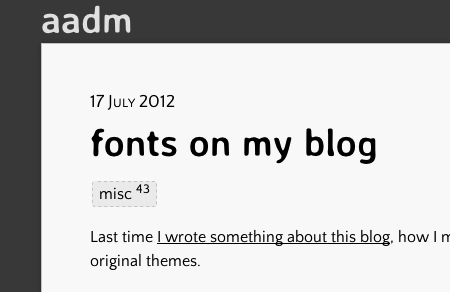 aadm
17 July 2012
fonts on my blog
misc 43
Last time I wrote something about this blog, how I
original themes.